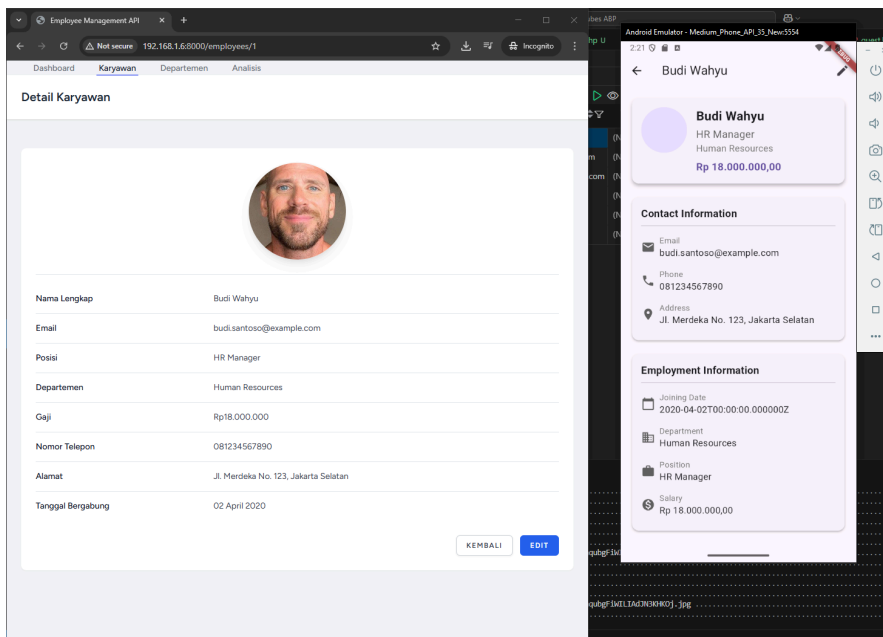 Employee Management API
Not secure 192.168.1.6:8000/employees/1
Incognito
Dashboard Karyawan Departemen Analisis
Detail Karyawan
Nama Lengkap Budi Wahyu
Email budi.santoso@example.com
Posisi HR Manager
Departemen Human Resources
Gaji Rp18.000.000
Nomor Telepon 081234567890
Alamat Jl. Merdeka No. 123, Jakarta Selatan
Tanggal Bergabung 02 April 2020
KEMBALI EDIT
ubes ABP
hp U
m
com
Android Emulator - Medium_Phone_API_35_New:5554
2:21
DEBUG
Budi Wahyu
Budi Wahyu
HR Manager
Human Resources
Rp 18.000.000,00
Contact Information
Email
budi.santoso@example.com
Phone
081234567890
Address
Jl. Merdeka No. 123, Jakarta Selatan
Employment Information
Joining Date
2020-04-02T00:00:00.000000Z
Department
Human Resources
Position
HR Manager
Salary
Rp 18.000.000,00